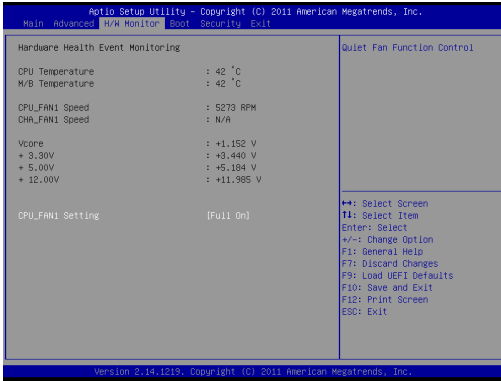 Aptio Setup Utility – Copyright (C) 2011 American Megatrends, Inc.
Main Advanced H/W Monitor Boot Security Exit
Hardware Health Event Monitoring
CPU Temperature : 42 °C
M/B Temperature : 42 °C
CPU_FAN1 Speed : 5273 RPM
CHA_FAN1 Speed : N/A
Vcore : +1.152 V
+ 3.30V : +3.440 V
+ 5.00V : +5.184 V
+ 12.00V : +11.985 V
CPU_FAN1 Setting [Full On]
Quiet Fan Function Control
↔: Select Screen
↑↓: Select Item
Enter: Select
+/-: Change Option
F1: General Help
F7: Discard Changes
F9: Load UEFI Defaults
F10: Save and Exit
F12: Print Screen
ESC: Exit
Version 2.14.1219. Copyright (C) 2011 American Megatrends, Inc.